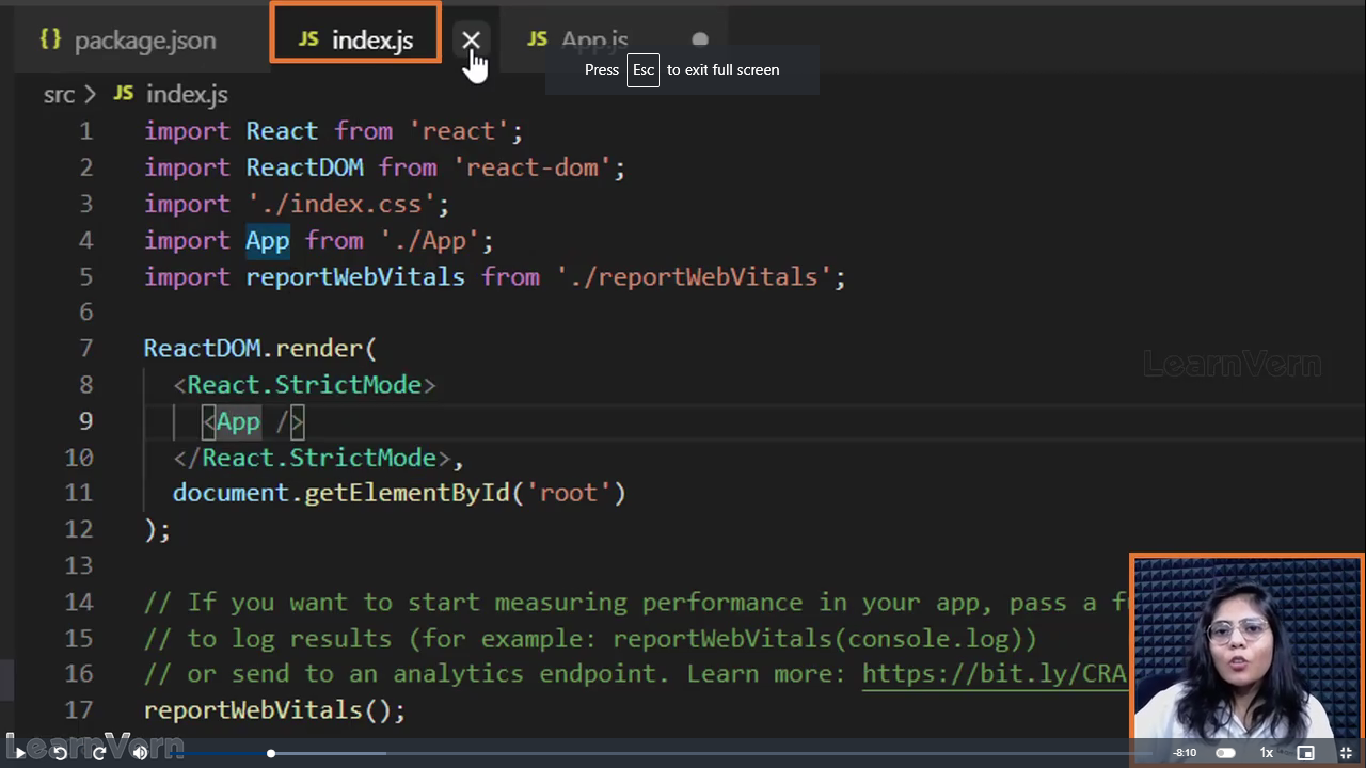 {} package.json
JS index.js
JS App.js
Press Esc to exit full screen
src > JS index.js
1 import React from 'react';
2 import ReactDOM from 'react-dom';
3 import './index.css';
4 import App from './App';
5 import reportWebVitals from './reportWebVitals';
6
7 ReactDOM.render(
8 <React.StrictMode>
9 <App />
10 </React.StrictMode>,
11 document.getElementById('root')
12 );
13
14 // If you want to start measuring performance in your app, pass a
15 // to log results (for example: reportWebVitals(console.log))
16 // or send to an analytics endpoint. Learn more: https://bit.ly/CRA
17 reportWebVitals();
LearnVern
LearnVern
-8:10
1x